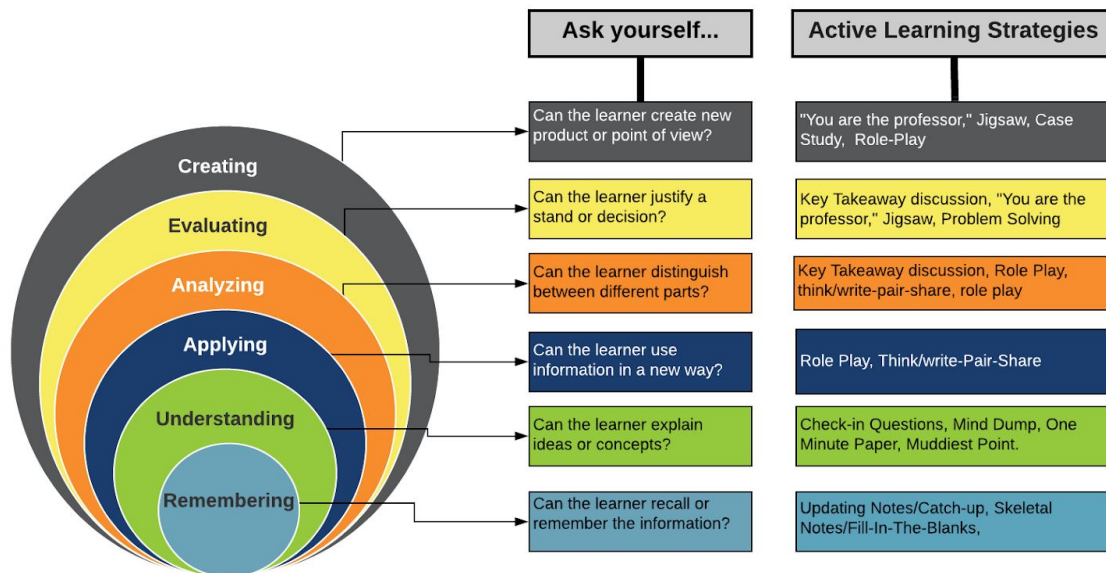 Ask yourself...
Active Learning Strategies
Creating
Can the learner create new
product or point of view?
"You are the professor," Jigsaw, Case
Study, Role-Play
Evaluating
Can the learner justify a
stand or decision?
Key Takeaway discussion, "You are the
professor," Jigsaw, Problem Solving
Analyzing
Can the learner distinguish
between different parts?
Key Takeaway discussion, Role Play,
think/write-pair-share, role play
Applying
Can the learner use
information in a new way?
Role Play, Think/write-Pair-Share
Understanding
Can the learner explain
ideas or concepts?
Check-in Questions, Mind Dump, One
Minute Paper, Muddiest Point.
Remembering
Can the learner recall or
remember the information?
Updating Notes/Catch-up, Skeletal
Notes/Fill-In-The-Blanks,